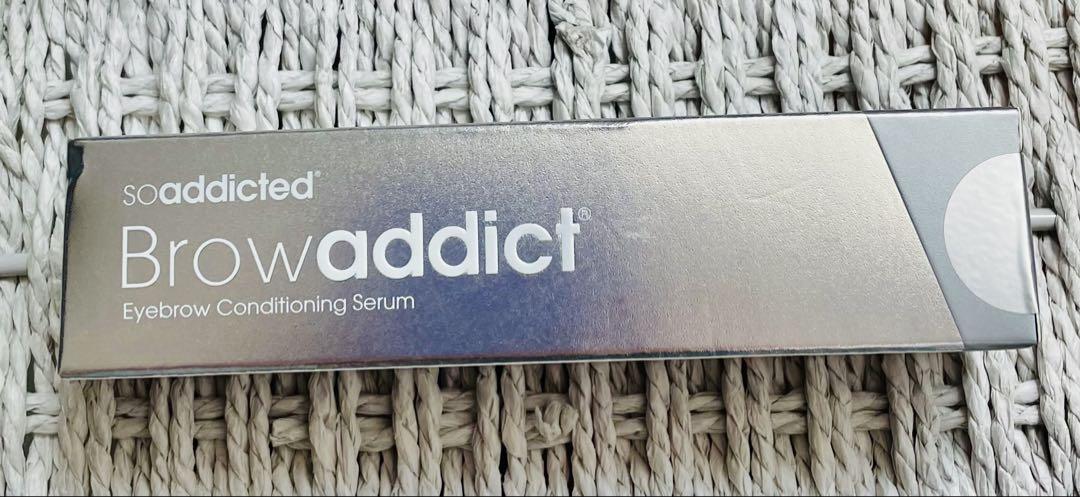 soaddicted®
Browaddict®
Eyebrow Conditioning Serum